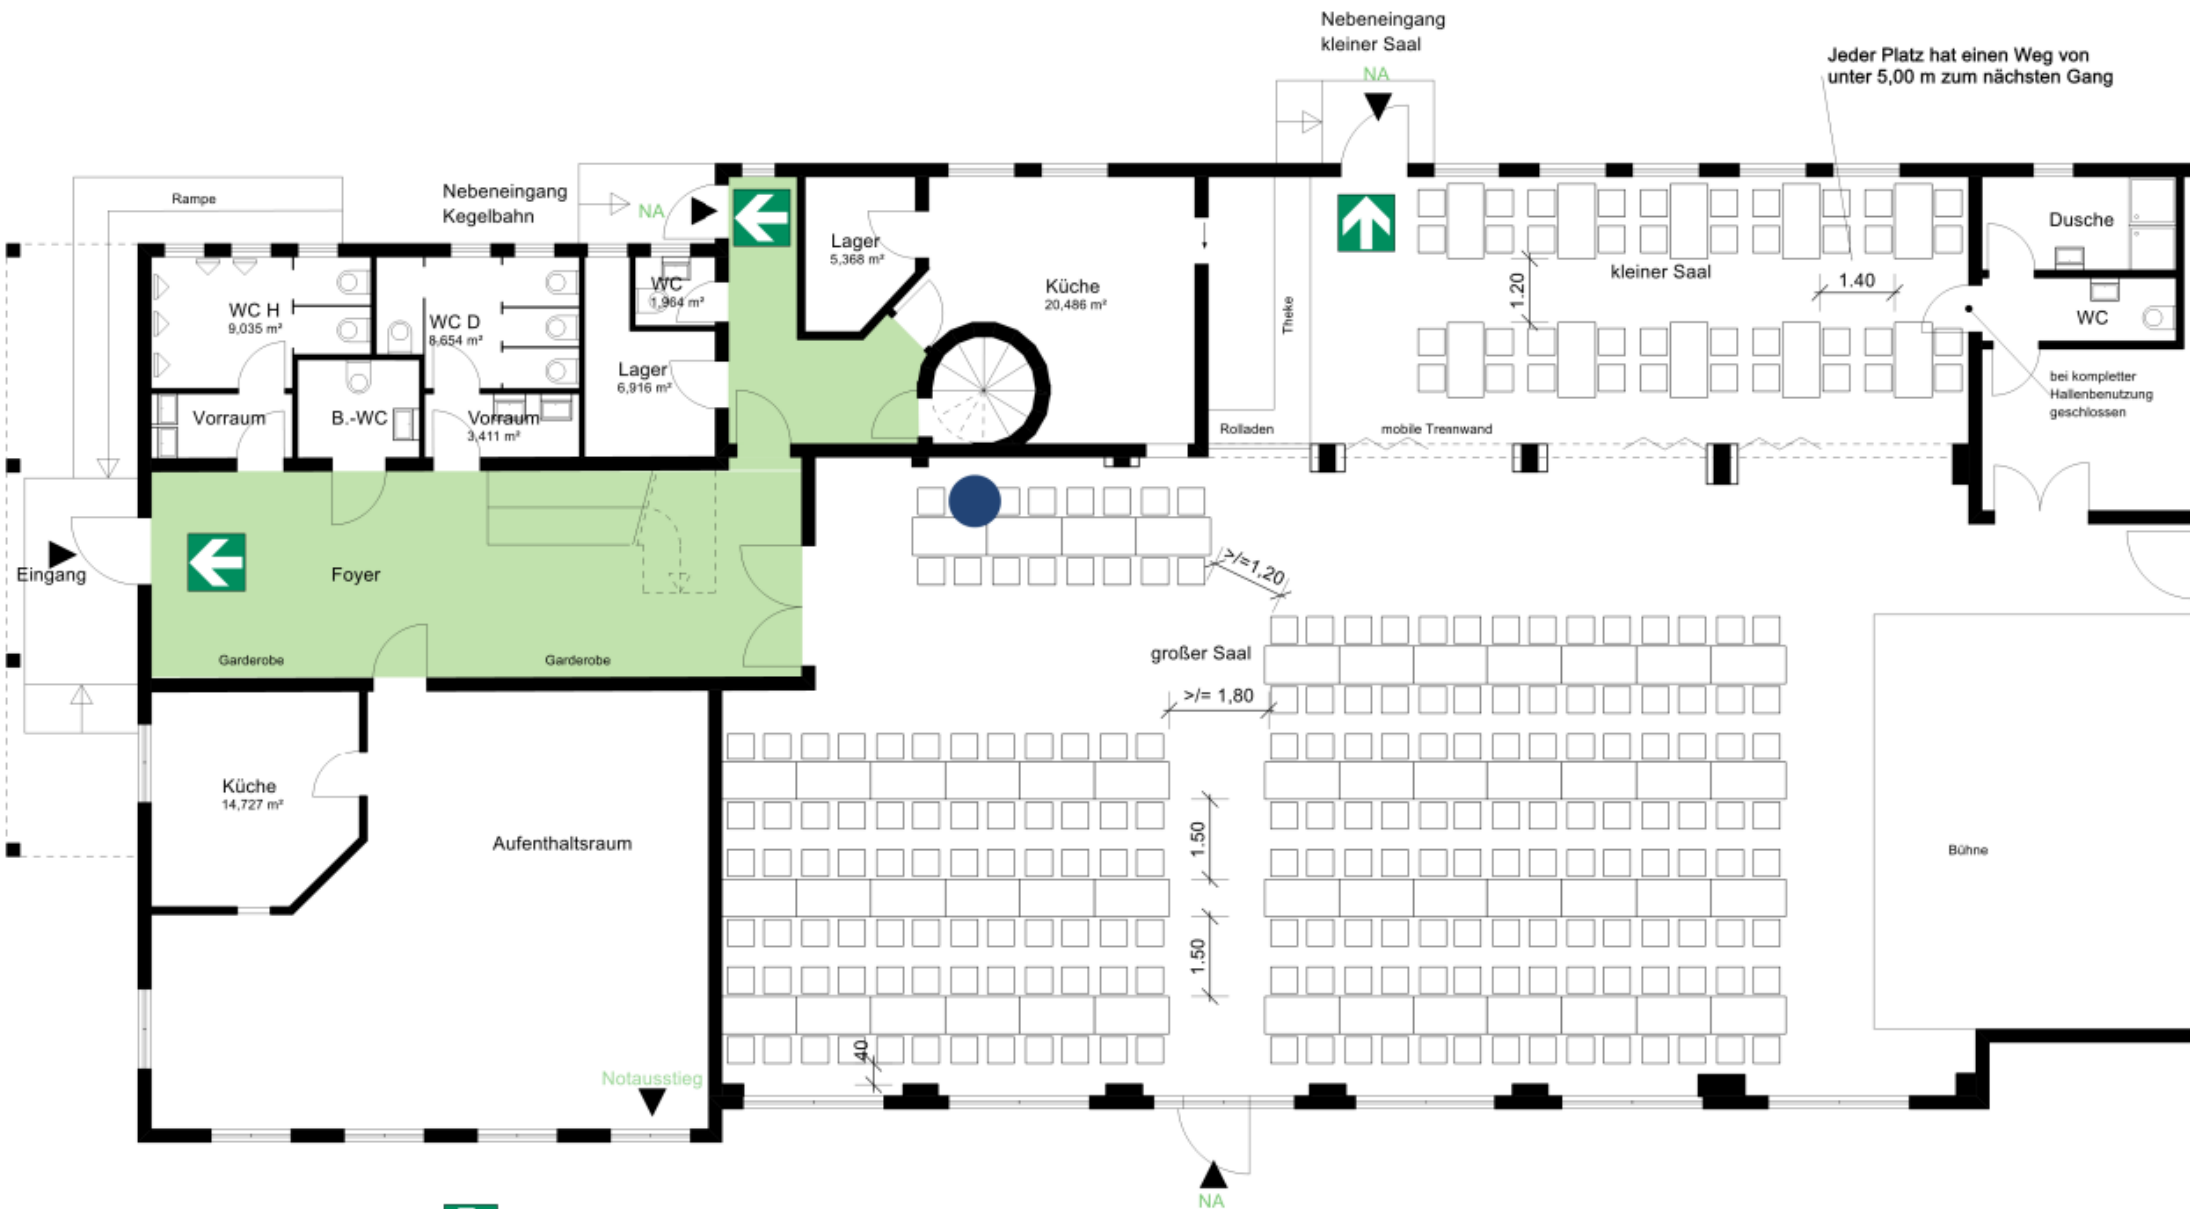 Nebeneingang
kleiner Saal
NA
Jeder Platz hat einen Weg von
unter 5,00 m zum nächsten Gang
Rampe
Nebeneingang
Kegelbahn
NA
Lager
5,368 m²
Küche
20,486 m²
Theke
kleiner Saal
1.20
1.40
Dusche
WC
WC H
9,035 m²
WC D
8,654 m²
WC
1,964 m²
Lager
6,916 m²
Vorraum
B.-WC
Vorraum
3,411 m²
Rolladen
mobile Trennwand
bei kompletter
Hallenbenutzung
geschlossen
Eingang
Foyer
>/=1,20
Garderobe
Garderobe
großer Saal
>/= 1,80
Küche
14,727 m²
Aufenthaltsraum
1.50
Bühne
1.50
40
Notausstieg
NA